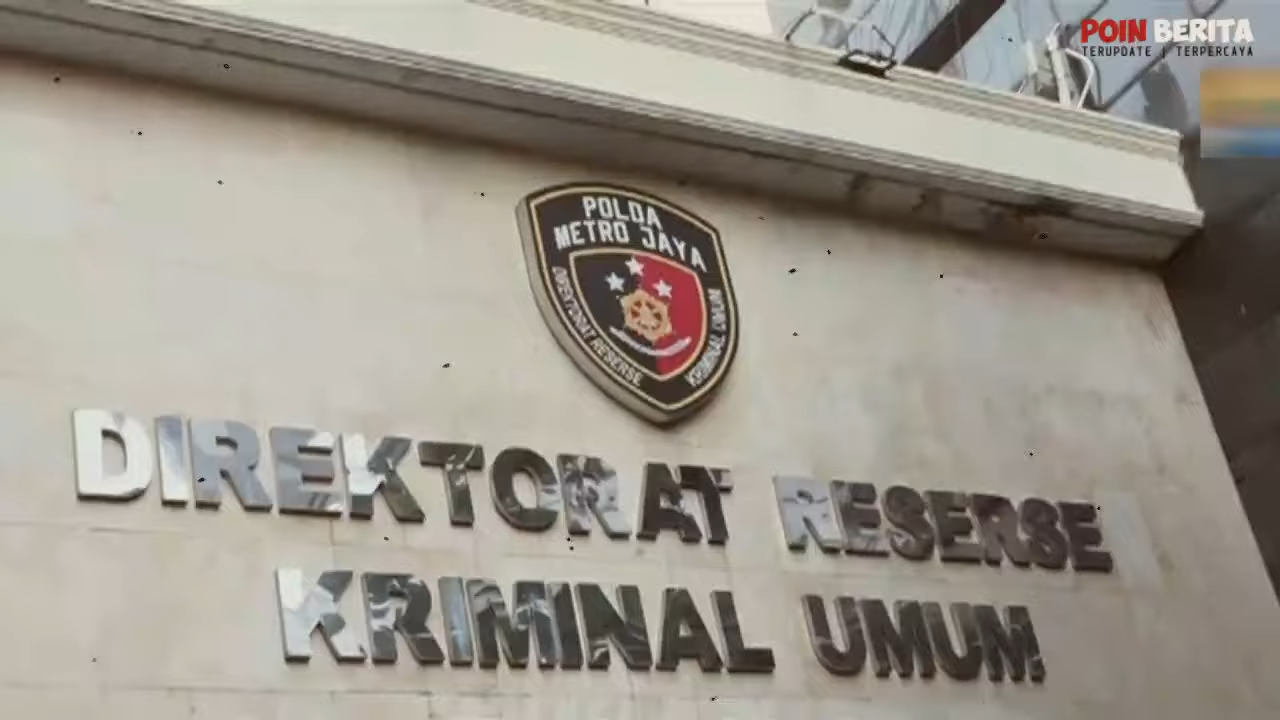 POIN BERITA
TERUPDATE | TERPERCAYA
POLDA
METRO JAYA
DIREKTORAT RESERSE
KRIMINAL UMUM
DIREKTORAT RESERSE
KRIMINAL UMUM